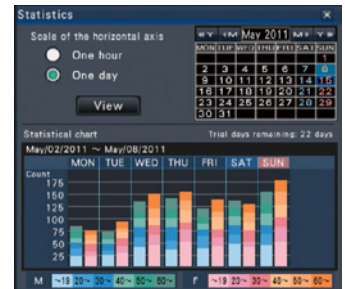 Statistics ×
Scale of the horizontal axis
One hour
One day
View
◄◄Y ◄M May 2011 M► Y►►
MON TUE WED THU FRI SAT SUN
1
2 3 4 5 6 7 8
9 10 11 12 13 14 15
16 17 18 19 20 21 22
23 24 25 26 27 28 29
30 31
Statistical chart Trial days remaining: 22 days
May/02/2011 ~ May/08/2011
MON TUE WED THU FRI SAT SUN
Count
175
150
125
100
75
50
25
M ~19 20~ 30~ 40~ 50~ 60~ F ~19 20~ 30~ 40~ 50~ 60~